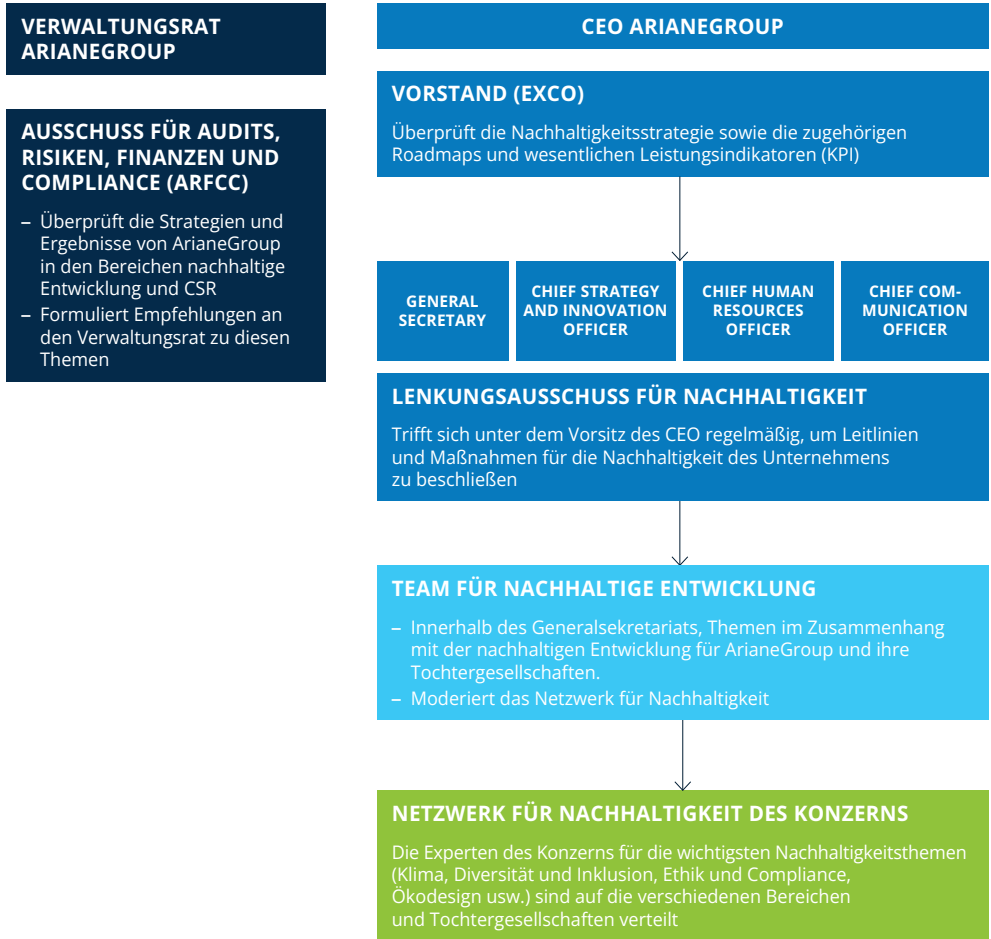 VERWALTUNGSRAT
ARIANEGROUP
AUSSCHUSS FÜR AUDITS,
RISIKEN, FINANZEN UND
COMPLIANCE (ARFCC)
– Überprüft die Strategien und
Ergebnisse von ArianeGroup
in den Bereichen nachhaltige
Entwicklung und CSR
– Formuliert Empfehlungen an
den Verwaltungsrat zu diesen
Themen
CEO ARIANEGROUP
VORSTAND (EXCO)
Überprüft die Nachhaltigkeitsstrategie sowie die zugehörigen
Roadmaps und wesentlichen Leistungsindikatoren (KPI)
GENERAL
SECRETARY
CHIEF STRATEGY
AND INNOVATION
OFFICER
CHIEF HUMAN
RESOURCES
OFFICER
CHIEF COM-
MUNICATION
OFFICER
LENKUNGSAUSSCHUSS FÜR NACHHALTIGKEIT
Trifft sich unter dem Vorsitz des CEO regelmäßig, um Leitlinien
und Maßnahmen für die Nachhaltigkeit des Unternehmens
zu beschließen
TEAM FÜR NACHHALTIGE ENTWICKLUNG
– Innerhalb des Generalsekretariats, Themen im Zusammenhang
mit der nachhaltigen Entwicklung für ArianeGroup und ihre
Tochtergesellschaften.
– Moderiert das Netzwerk für Nachhaltigkeit
NETZWERK FÜR NACHHALTIGKEIT DES KONZERNS
Die Experten des Konzerns für die wichtigsten Nachhaltigkeitsthemen
(Klima, Diversität und Inklusion, Ethik und Compliance,
Ökodesign usw.) sind auf die verschiedenen Bereichen
und Tochtergesellschaften verteilt